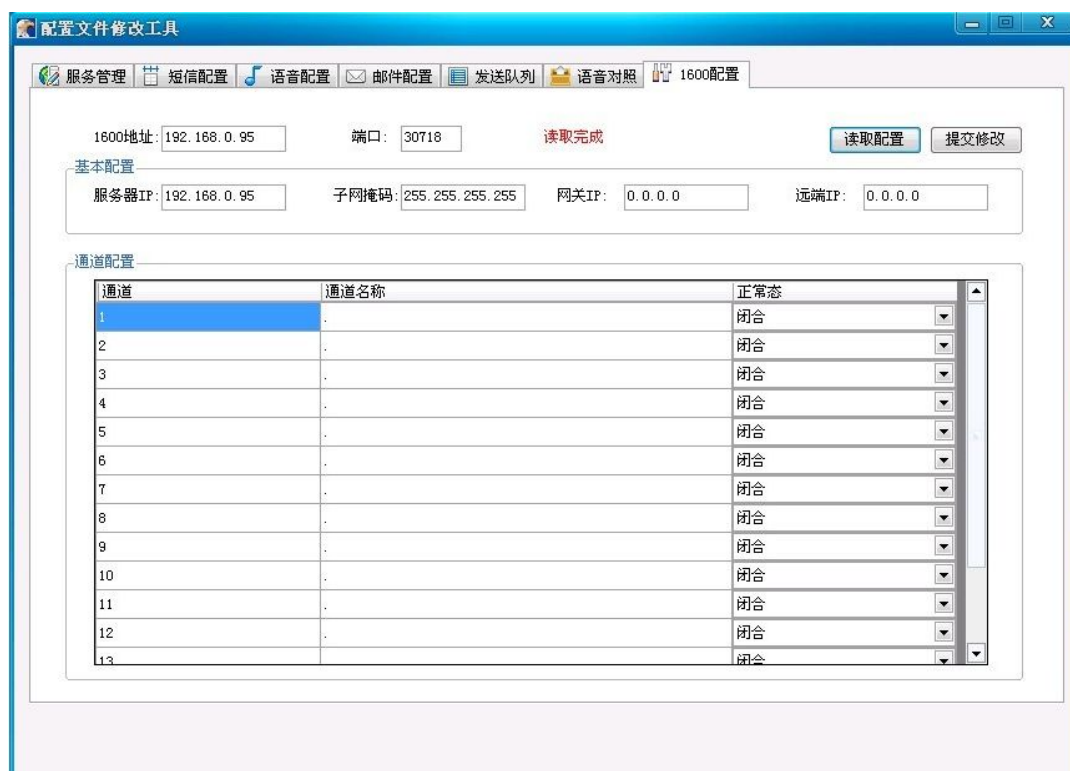 配置文件修改工具
服务管理 短信配置 语音配置 邮件配置 发送队列 语音对照 1600配置
1600地址: 192.168.0.95 端口: 30718 读取完成 读取配置 提交修改
基本配置
服务器IP: 192.168.0.95 子网掩码: 255.255.255.255 网关IP: 0.0.0.0 远端IP: 0.0.0.0
通道配置
通道 通道名称 正常态
1 . 闭合
2 . 闭合
3 . 闭合
4 . 闭合
5 . 闭合
6 . 闭合
7 . 闭合
8 . 闭合
9 . 闭合
10 . 闭合
11 . 闭合
12 . 闭合
13 闭合